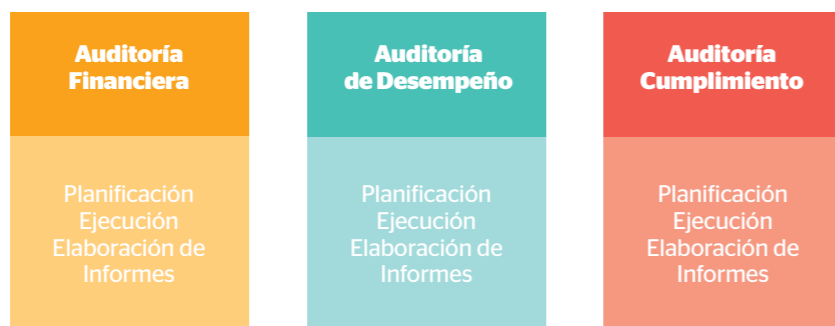 Auditoría
Financiera
Planificación
Ejecución
Elaboración de
Informes
Auditoría
de Desempeño
Planificación
Ejecución
Elaboración de
Informes
Auditoría
Cumplimiento
Planificación
Ejecución
Elaboración de
Informes